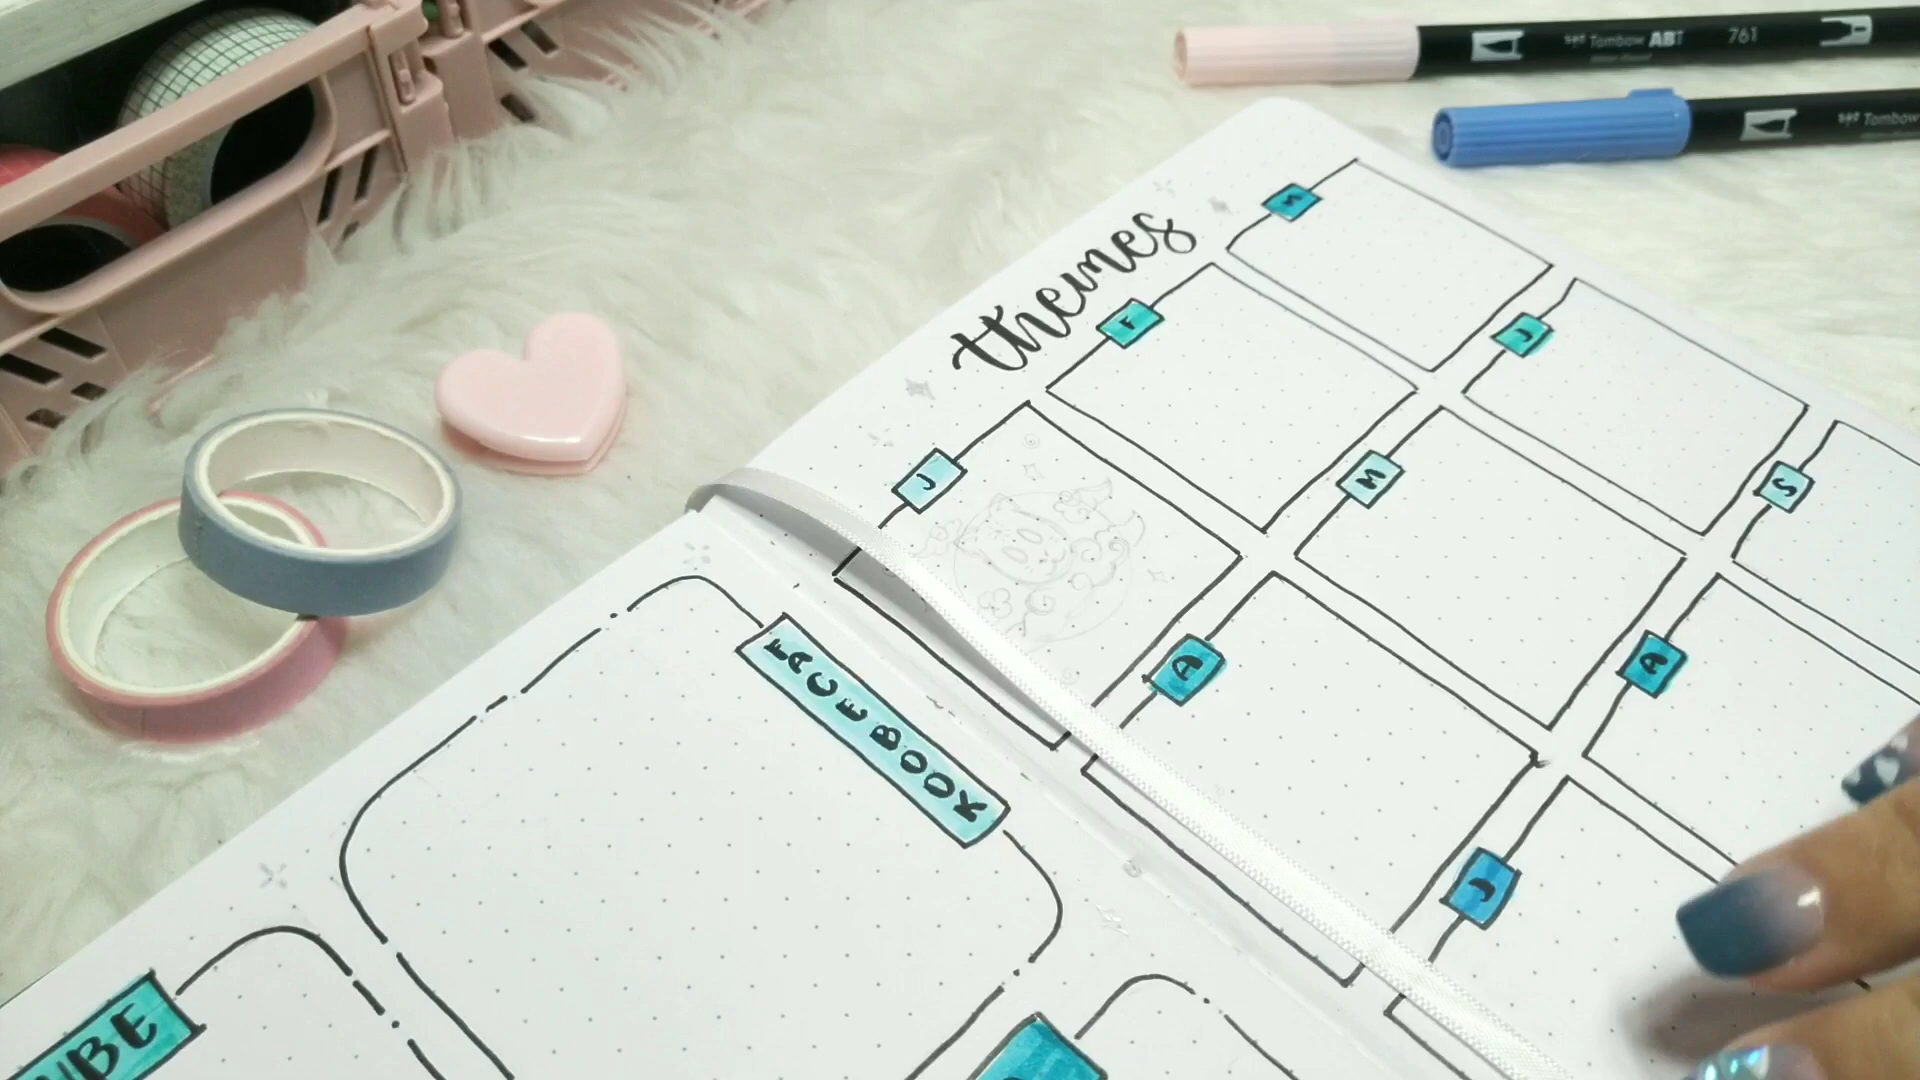 Tombow ABT 761
Tombow
themes
J
F
M
A
M
J
J
A
S
FACEBOOK
UBE